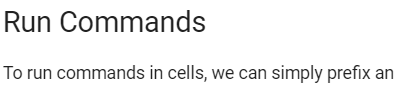 Run Commands
To run commands in cells, we can simply prefix an